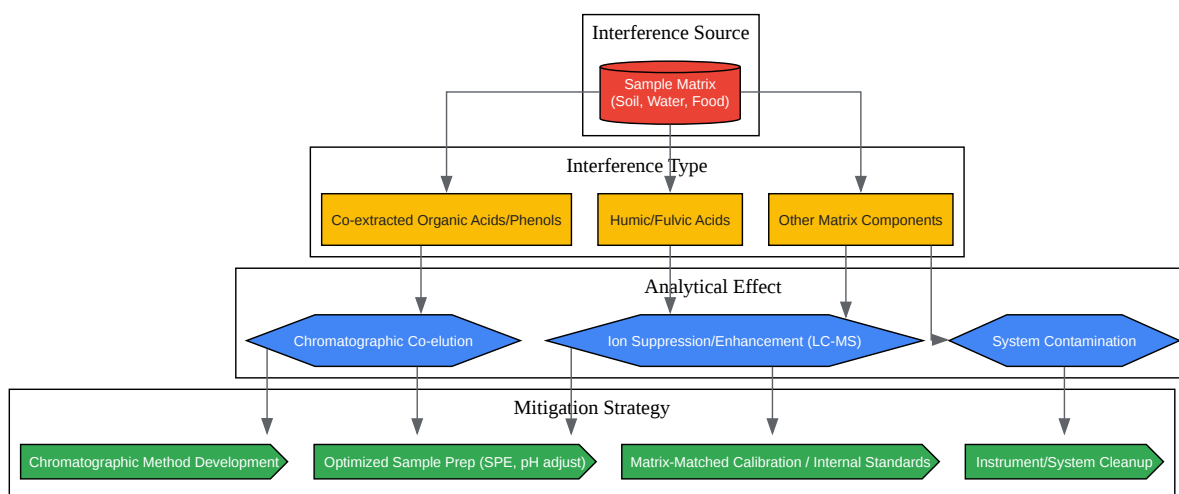 Interference Source
Sample Matrix
(Soil, Water, Food)
Interference Type
Co-extracted Organic Acids/Phenols
Humic/Fulvic Acids
Other Matrix Components
Analytical Effect
Chromatographic Co-elution
Ion Suppression/Enhancement (LC-MS)
System Contamination
Mitigation Strategy
Chromatographic Method Development
Optimized Sample Prep (SPE, pH adjust)
Matrix-Matched Calibration / Internal Standards
Instrument/System Cleanup